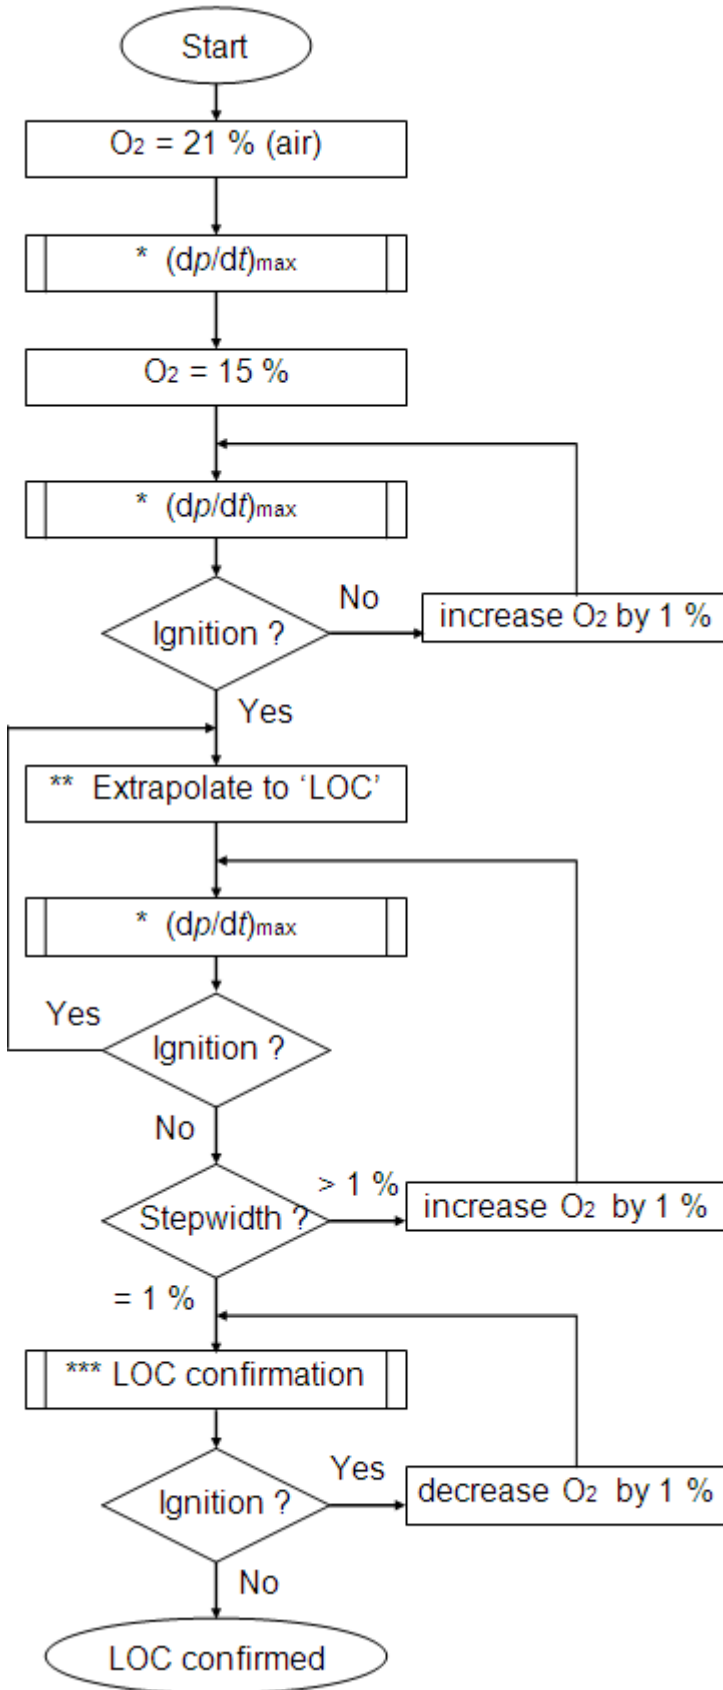 Start
O₂ = 21 % (air)
* (dp/dt)max
O₂ = 15 %
* (dp/dt)max
Ignition ?
No
increase O₂ by 1 %
Yes
** Extrapolate to ‘LOC’
* (dp/dt)max
Yes
Ignition ?
No
Stepwidth ?
> 1 %
increase O₂ by 1 %
= 1 %
*** LOC confirmation
Ignition ?
Yes
decrease O₂ by 1 %
No
LOC confirmed